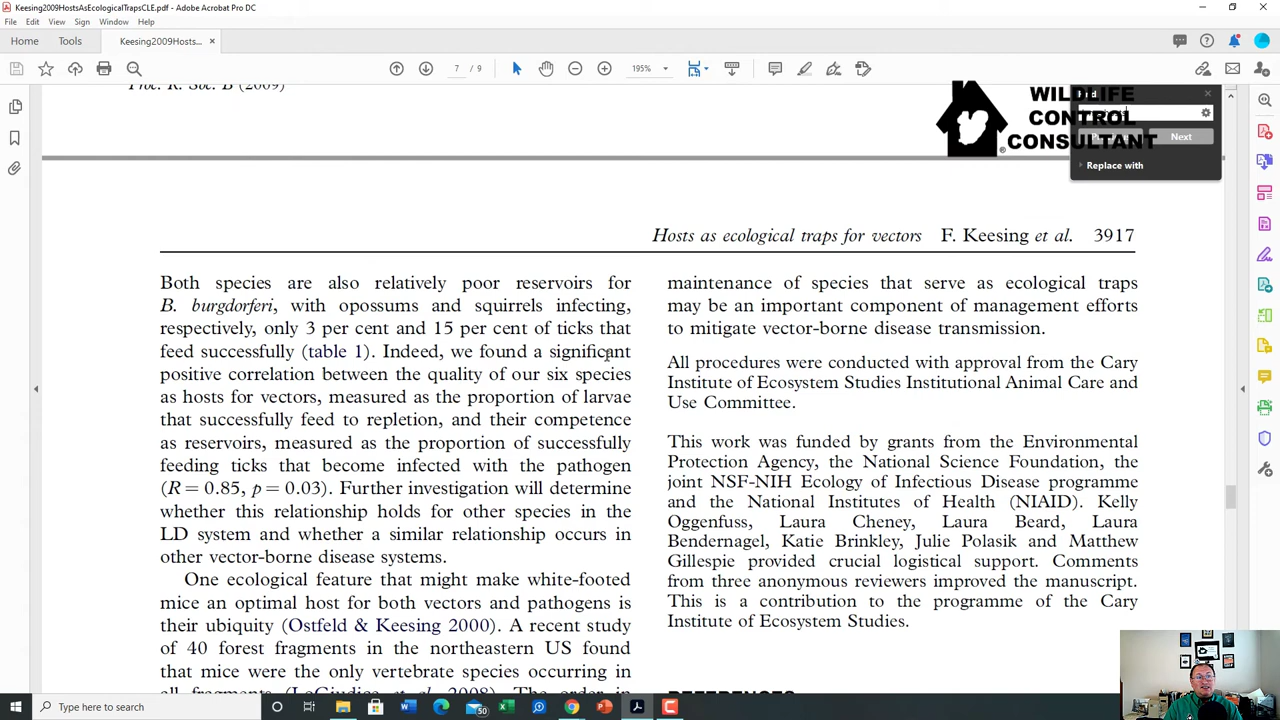 Keesing2009HostsAsEcologicalTrapsCLE.pdf - Adobe Acrobat Pro DC
File Edit View Sign Window Help
Home Tools Keesing2009Hosts... ×
7 / 9 195%
Proc. R. Soc. B (2009)
WILDLIFE
CONTROL
CONSULTANT
®
Find
Next
Replace with
Hosts as ecological traps for vectors F. Keesing et al. 3917
Both species are also relatively poor reservoirs for
B. burgdorferi, with opossums and squirrels infecting,
respectively, only 3 per cent and 15 per cent of ticks that
feed successfully (table 1). Indeed, we found a significant
positive correlation between the quality of our six species
as hosts for vectors, measured as the proportion of larvae
that successfully feed to repletion, and their competence
as reservoirs, measured as the proportion of successfully
feeding ticks that become infected with the pathogen
(R = 0.85, p = 0.03). Further investigation will determine
whether this relationship holds for other species in the
LD system and whether a similar relationship occurs in
other vector-borne disease systems.
One ecological feature that might make white-footed
mice an optimal host for both vectors and pathogens is
their ubiquity (Ostfeld & Keesing 2000). A recent study
of 40 forest fragments in the northeastern US found
that mice were the only vertebrate species occurring in
all fragments (LoGiudice et al. 2008). The order in
maintenance of species that serve as ecological traps
may be an important component of management efforts
to mitigate vector-borne disease transmission.
All procedures were conducted with approval from the Cary
Institute of Ecosystem Studies Institutional Animal Care and
Use Committee.
This work was funded by grants from the Environmental
Protection Agency, the National Science Foundation, the
joint NSF-NIH Ecology of Infectious Disease programme
and the National Institutes of Health (NIAID). Kelly
Oggenfuss, Laura Cheney, Laura Beard, Laura
Bendernagel, Katie Brinkley, Julie Polasik and Matthew
Gillespie provided crucial logistical support. Comments
from three anonymous reviewers improved the manuscript.
This is a contribution to the programme of the Cary
Institute of Ecosystem Studies.
REFERENCES
Type here to search
50